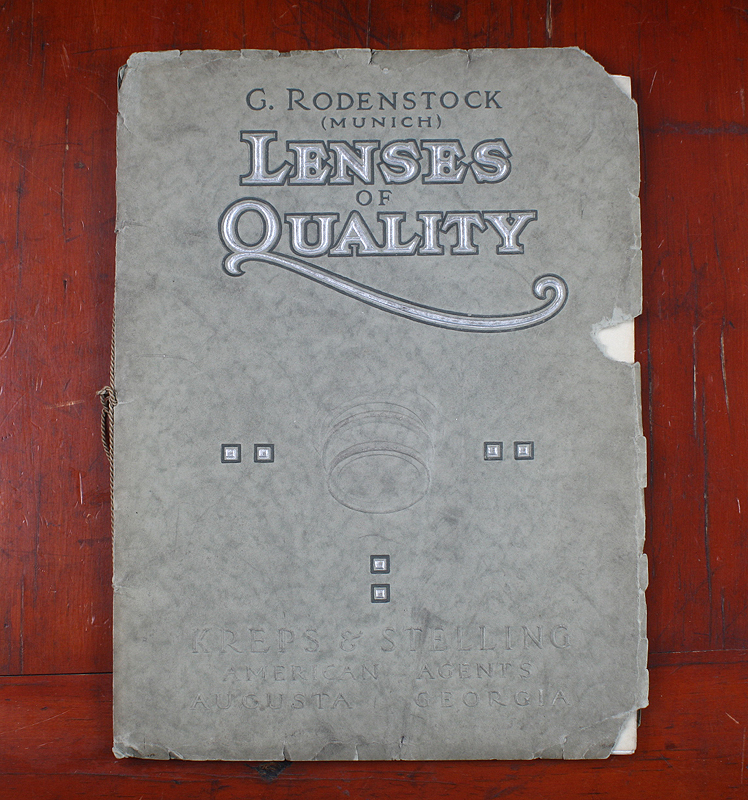 G. RODENSTOCK
(MUNICH)
LENSES
OF
QUALITY
KREPS & STELLING
AMERICAN AGENTS
AUGUSTA GEORGIA